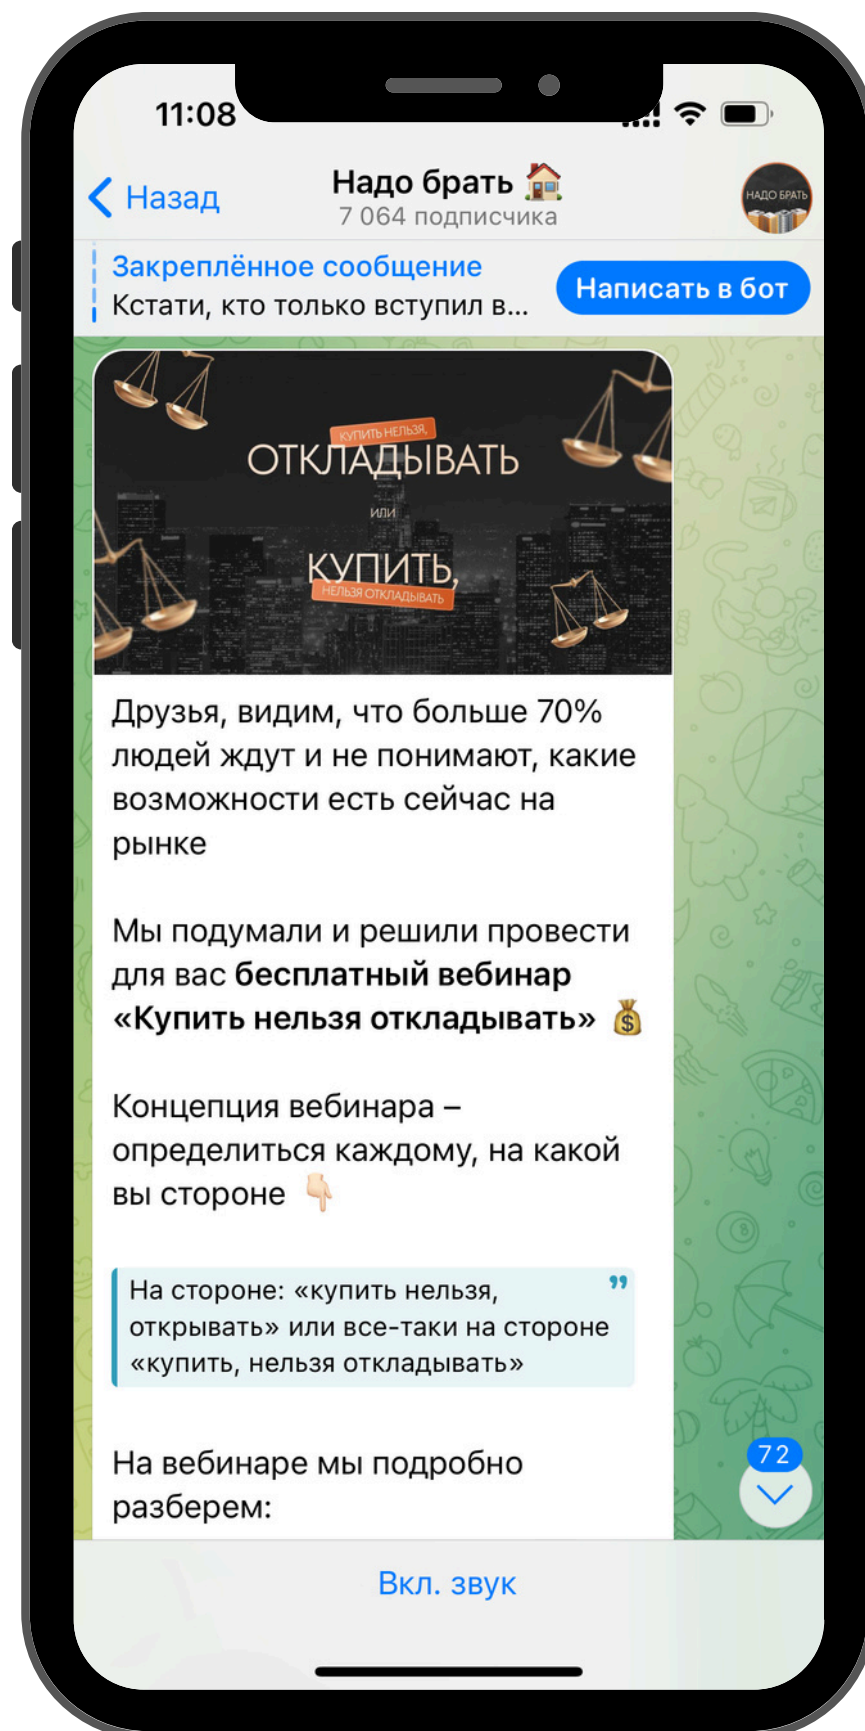 11:08
Назад
Надо брать
7 064 подписчика
НАДО БРАТЬ
Закреплённое сообщение
Кстати, кто только вступил в...
Написать в бот
КУПИТЬ НЕЛЬЗЯ,
ОТКЛАДЫВАТЬ
ИЛИ
КУПИТЬ,
НЕЛЬЗЯ ОТКЛАДЫВАТЬ
Друзья, видим, что больше 70%
людей ждут и не понимают, какие
возможности есть сейчас на
рынке
Мы подумали и решили провести
для вас бесплатный вебинар
«Купить нельзя откладывать» 💰
Концепция вебинара –
определиться каждому, на какой
вы стороне 👇🏻
На стороне: «купить нельзя,
открывать» или все-таки на стороне
«купить, нельзя откладывать»
На вебинаре мы подробно
разберем:
72
Вкл. звук